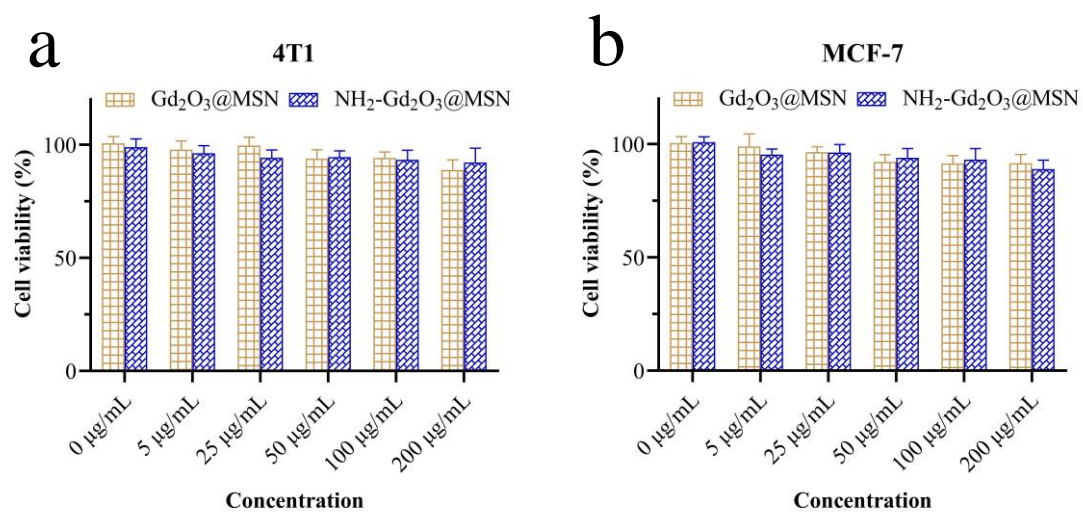 a
4T1
Gd₂O₃@MSN NH₂-Gd₂O₃@MSN
Cell viability (%)
100
50
0
0 μg/mL
5 μg/mL
25 μg/mL
50 μg/mL
100 μg/mL
200 μg/mL
Concentration
b
MCF-7
Gd₂O₃@MSN NH₂-Gd₂O₃@MSN
Cell viability (%)
100
50
0
0 μg/mL
5 μg/mL
25 μg/mL
50 μg/mL
100 μg/mL
200 μg/mL
Concentration